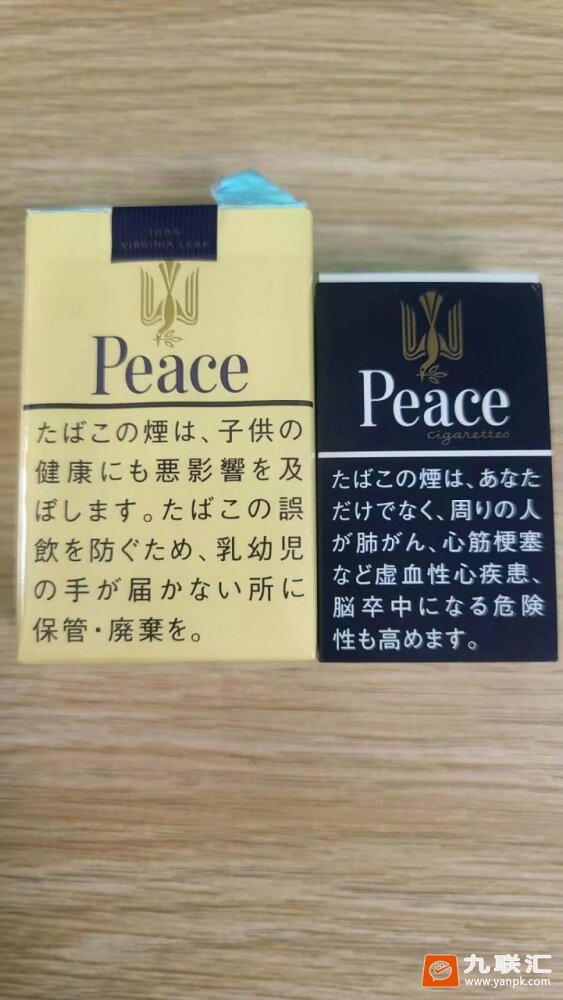 100%
VIRGINIA LEAF
Peace
たばこの煙は、子供の
健康にも悪影響を及
ぼします。たばこの誤
飲を防ぐため、乳幼児
の手が届かない所に
保管・廃棄を。
Peace
cigarettes
たばこの煙は、あなた
だけでなく、周りの人
が肺がん、心筋梗塞
など虚血性心疾患、
脳卒中になる危険
性も高めます。
九联汇
www.yanpk.com